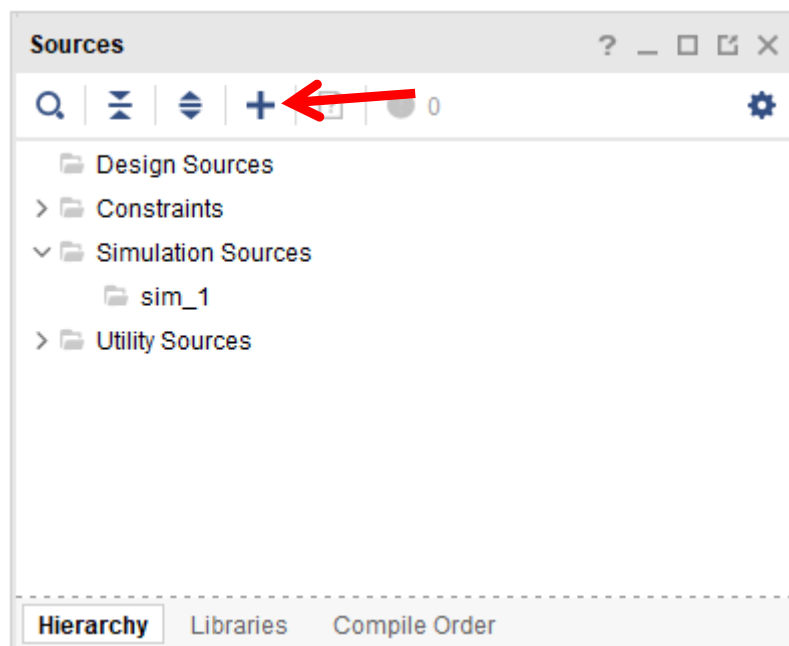 Sources
0
Design Sources
Constraints
Simulation Sources
sim_1
Utility Sources
Hierarchy Libraries Compile Order